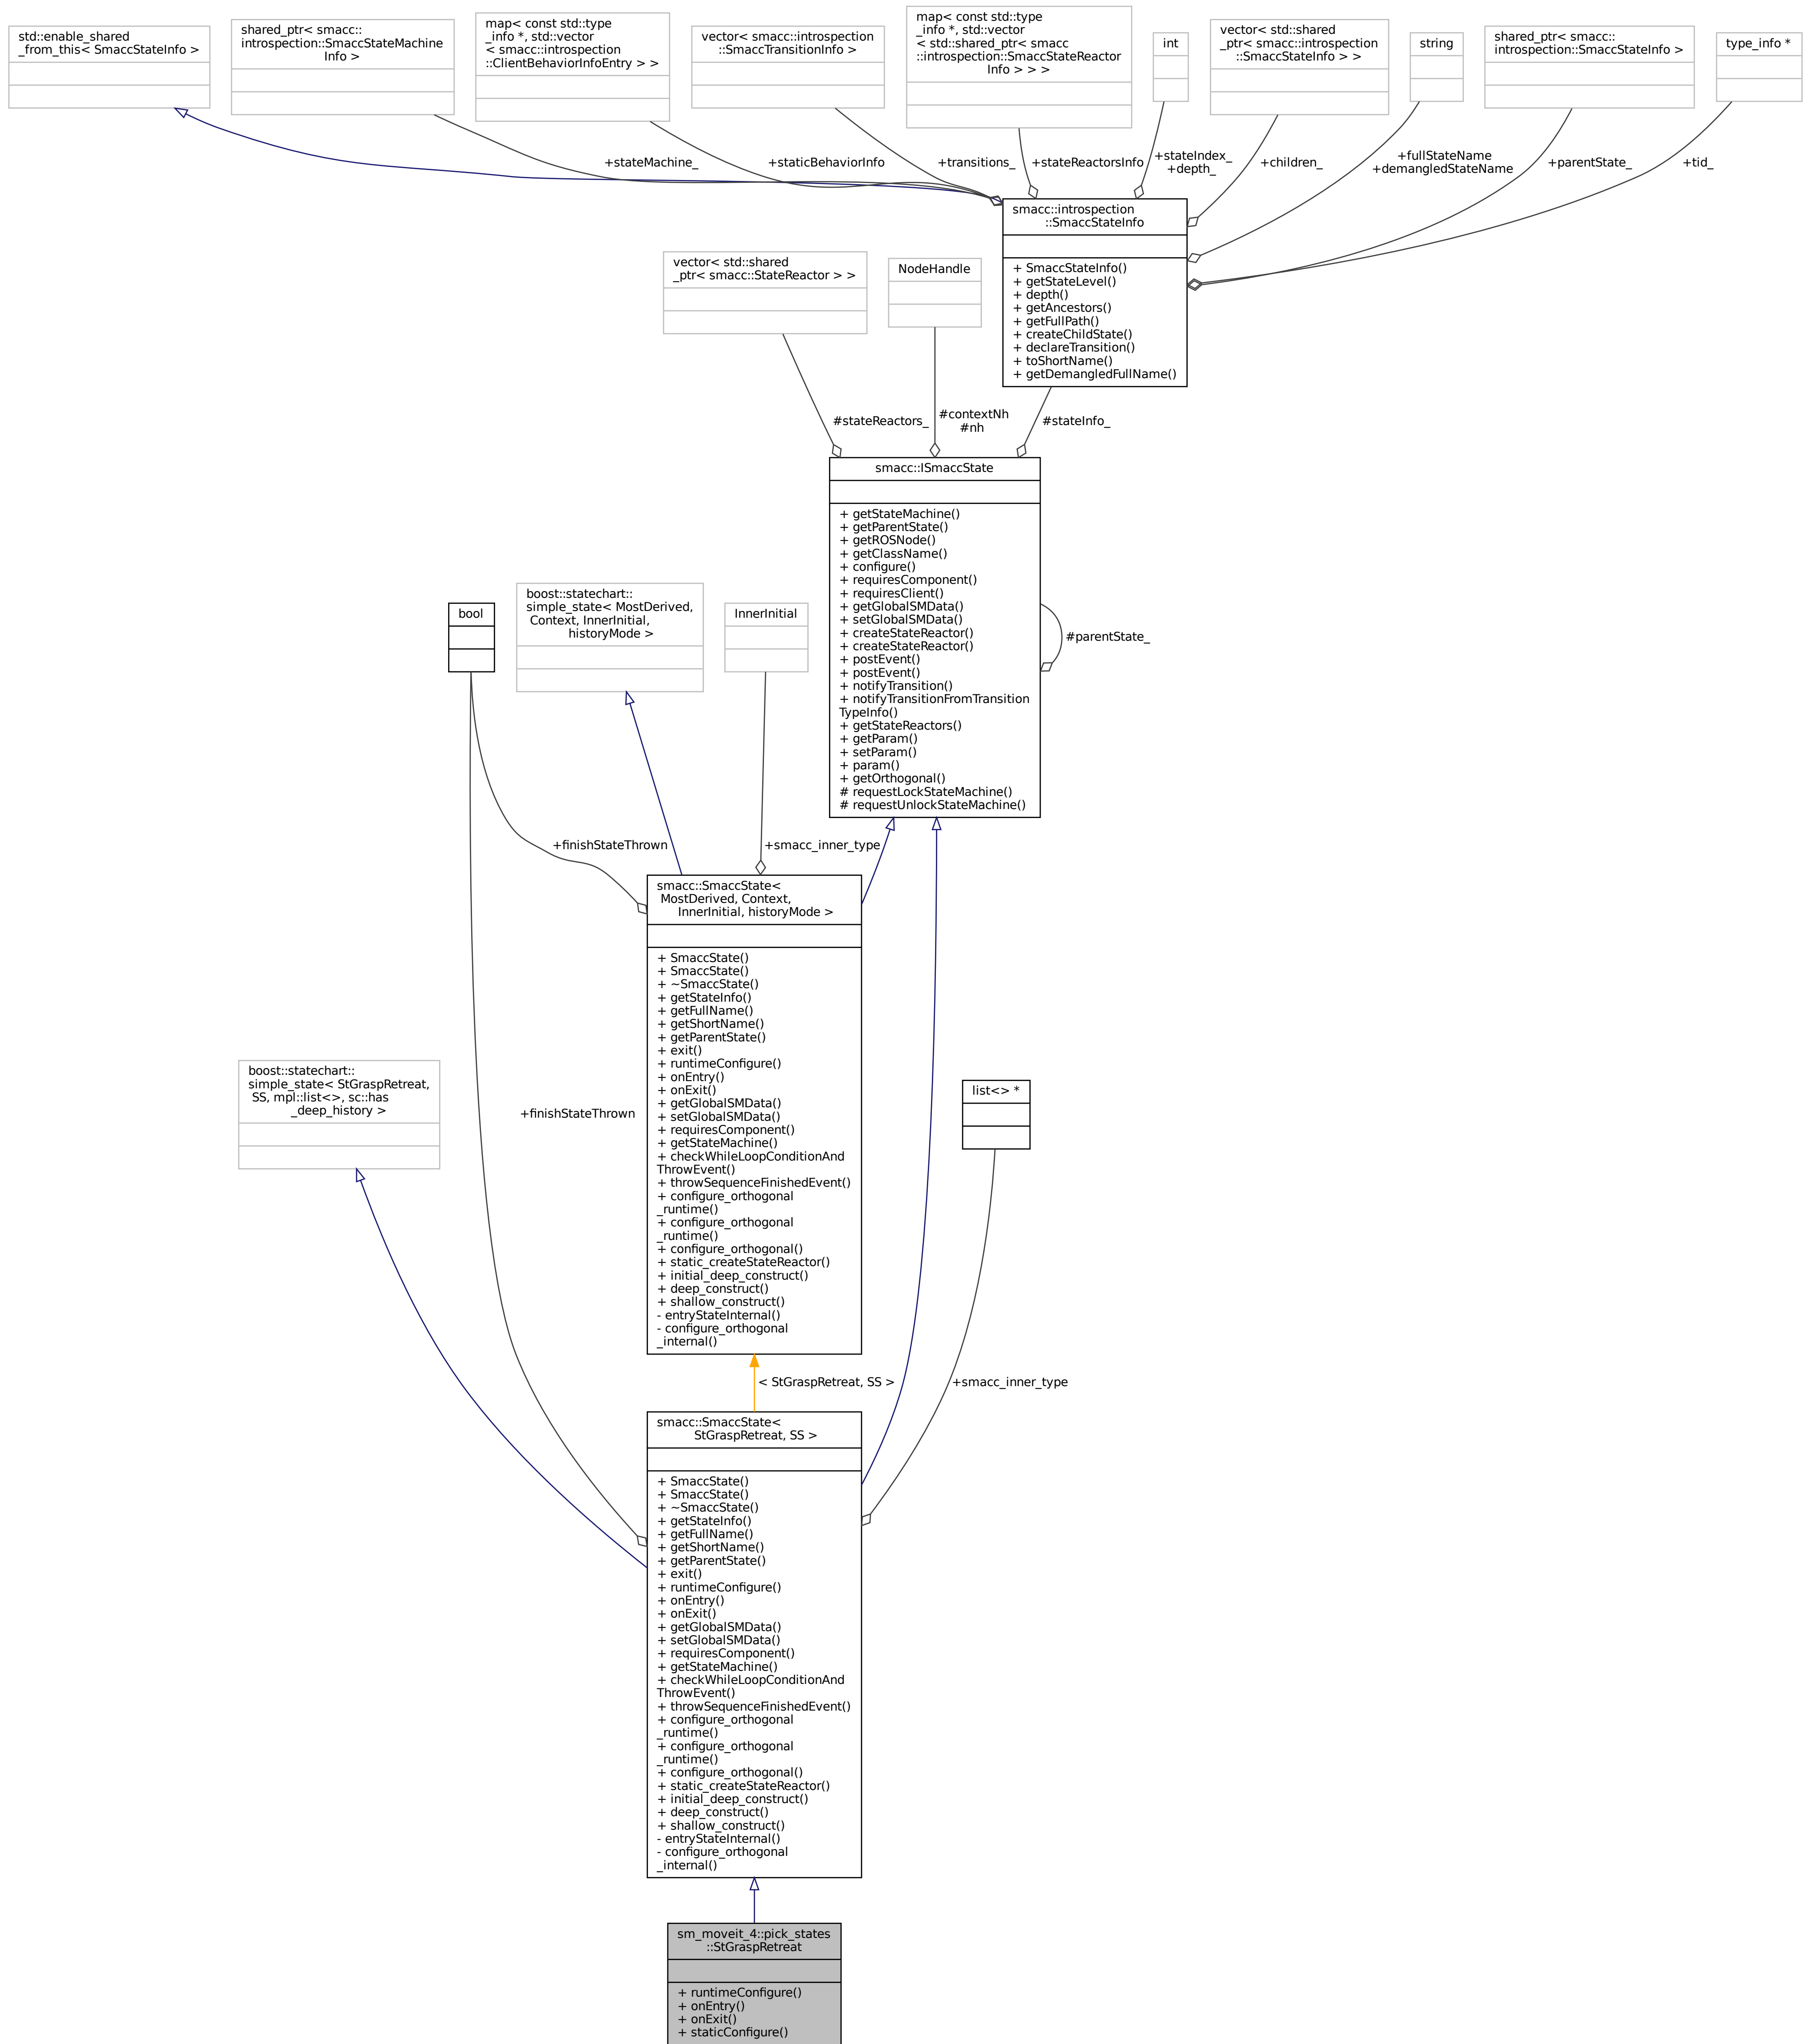 std::enable_shared
_from_this< SmaccStateInfo >
shared_ptr< smacc::
introspection::SmaccStateMachine
Info >
map< const std::type
_info *, std::vector
< smacc::introspection
::ClientBehaviorInfoEntry > >
vector< smacc::introspection
::SmaccTransitionInfo >
map< const std::type
_info *, std::vector
< std::shared_ptr< smacc
::introspection::SmaccStateReactor
Info > > >
int
vector< std::shared
_ptr< smacc::introspection
::SmaccStateInfo > >
string
shared_ptr< smacc::
introspection::SmaccStateInfo >
type_info *
+stateMachine_
+staticBehaviorInfo
+transitions_
+stateReactorsInfo
+stateIndex_
+depth_
+children_
+fullStateName
+demangledStateName
+parentState_
+tid_
smacc::introspection
::SmaccStateInfo
+ SmaccStateInfo()
+ getStateLevel()
+ depth()
+ getAncestors()
+ getFullPath()
+ createChildState()
+ declareTransition()
+ toShortName()
+ getDemangledFullName()
vector< std::shared
_ptr< smacc::StateReactor > >
NodeHandle
#stateReactors_
#contextNh
#nh
#stateInfo_
smacc::ISmaccState
+ getStateMachine()
+ getParentState()
+ getROSNode()
+ getClassName()
+ configure()
+ requiresComponent()
+ requiresClient()
+ getGlobalSMData()
+ setGlobalSMData()
+ createStateReactor()
+ createStateReactor()
+ postEvent()
+ postEvent()
+ notifyTransition()
+ notifyTransitionFromTransition
TypeInfo()
+ getStateReactors()
+ getParam()
+ setParam()
+ param()
+ getOrthogonal()
# requestLockStateMachine()
# requestUnlockStateMachine()
#parentState_
bool
boost::statechart::
simple_state< MostDerived,
Context, InnerInitial,
historyMode >
InnerInitial
+finishStateThrown
+smacc_inner_type
smacc::SmaccState<
MostDerived, Context,
InnerInitial, historyMode >
+ SmaccState()
+ SmaccState()
+ ~SmaccState()
+ getStateInfo()
+ getFullName()
+ getShortName()
+ getParentState()
+ exit()
+ runtimeConfigure()
+ onEntry()
+ onExit()
+ getGlobalSMData()
+ setGlobalSMData()
+ requiresComponent()
+ getStateMachine()
+ checkWhileLoopConditionAnd
ThrowEvent()
+ throwSequenceFinishedEvent()
+ configure_orthogonal
_runtime()
+ configure_orthogonal
_runtime()
+ configure_orthogonal()
+ static_createStateReactor()
+ initial_deep_construct()
+ deep_construct()
+ shallow_construct()
- entryStateInternal()
- configure_orthogonal
_internal()
boost::statechart::
simple_state< StGraspRetreat,
SS, mpl::list<>, sc::has
_deep_history >
+finishStateThrown
list<> *
< StGraspRetreat, SS >
+smacc_inner_type
smacc::SmaccState<
StGraspRetreat, SS >
+ SmaccState()
+ SmaccState()
+ ~SmaccState()
+ getStateInfo()
+ getFullName()
+ getShortName()
+ getParentState()
+ exit()
+ runtimeConfigure()
+ onEntry()
+ onExit()
+ getGlobalSMData()
+ setGlobalSMData()
+ requiresComponent()
+ getStateMachine()
+ checkWhileLoopConditionAnd
ThrowEvent()
+ throwSequenceFinishedEvent()
+ configure_orthogonal
_runtime()
+ configure_orthogonal
_runtime()
+ configure_orthogonal()
+ static_createStateReactor()
+ initial_deep_construct()
+ deep_construct()
+ shallow_construct()
- entryStateInternal()
- configure_orthogonal
_internal()
sm_moveit_4::pick_states
::StGraspRetreat
+ runtimeConfigure()
+ onEntry()
+ onExit()
+ staticConfigure()